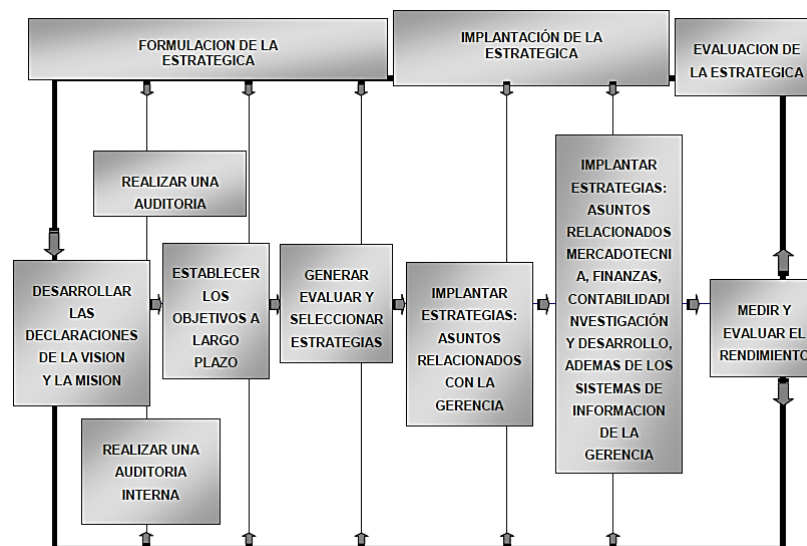 FORMULACION DE LA
ESTRATEGICA
IMPLANTACIÓN DE LA
ESTRATEGICA
EVALUACION DE
LA ESTRATEGICA
REALIZAR UNA
AUDITORIA
DESARROLLAR
LAS
DECLARACIONES
DE LA VISION
Y LA MISION
ESTABLECER
LOS
OBJETIVOS A
LARGO
PLAZO
GENERAR
EVALUAR Y
SELECCIONAR
ESTRATEGIAS
IMPLANTAR
ESTRATEGIAS:
ASUNTOS
RELACIONADOS
CON LA
GERENCIA
IMPLANTAR
ESTRATEGIAS:
ASUNTOS
RELACIONADOS
MERCADOTECNI
A, FINANZAS,
CONTABILIDADI
NVESTIGACIÓN
Y DESARROLLO,
ADEMAS DE LOS
SISTEMAS DE
INFORMACION
DE LA
GERENCIA
MEDIR Y
EVALUAR EL
RENDIMIENTO
REALIZAR UNA
AUDITORIA
INTERNA